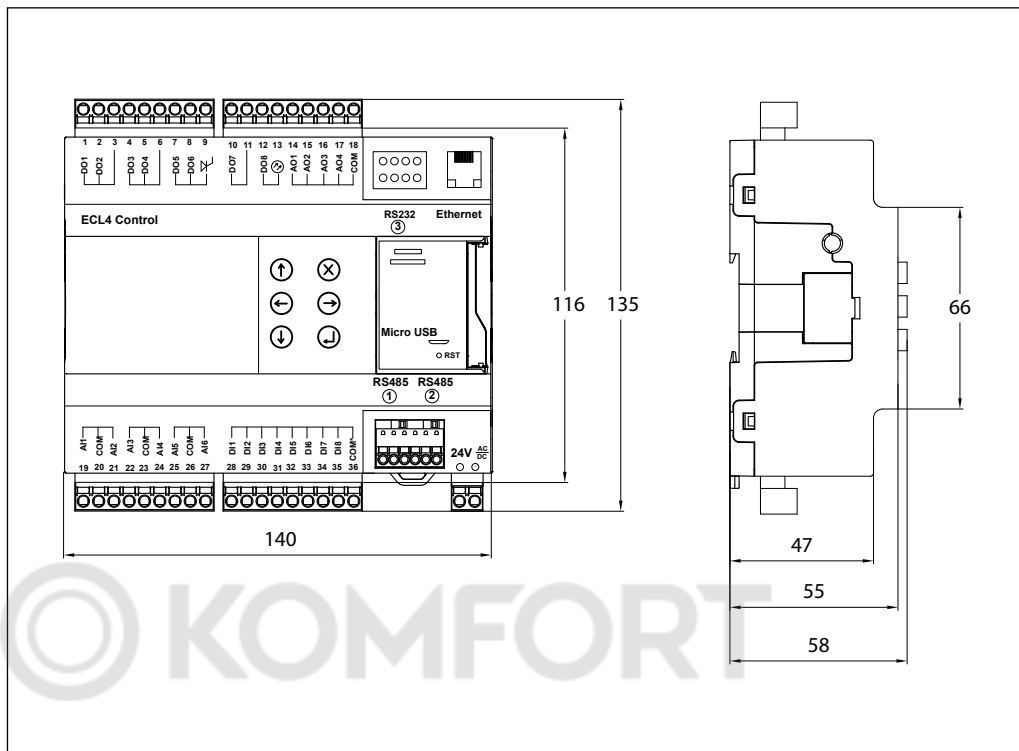 1 2 3 4 5 6 7 8 9 10 11 12 13 14 15 16 17 18
DO1 DO2 DO3 DO4 DO5 DO6 DO7 DO8 AO1 AO2 AO3 AO4 COM
ECL4 Control
RS232
3
Ethernet
Micro USB
RST
RS485 RS485
1 2
AI1 COM AI2 AI3 COM AI4 AI5 COM AI6 DI1 DI2 DI3 DI4 DI5 DI6 DI7 DI8 COM'
19 20 21 22 23 24 25 26 27 28 29 30 31 32 33 34 35 36
24V AC
DC
140
116
135
66
47
55
58
KOMFORT